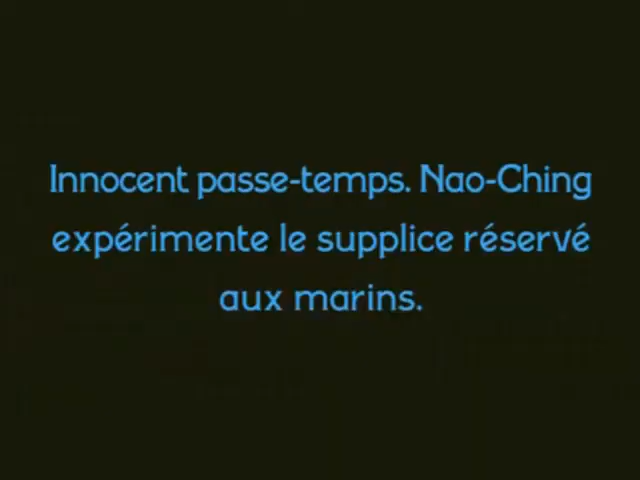 Innocent passe-temps. Nao-Ching
expérimente le supplice réservé
aux marins.